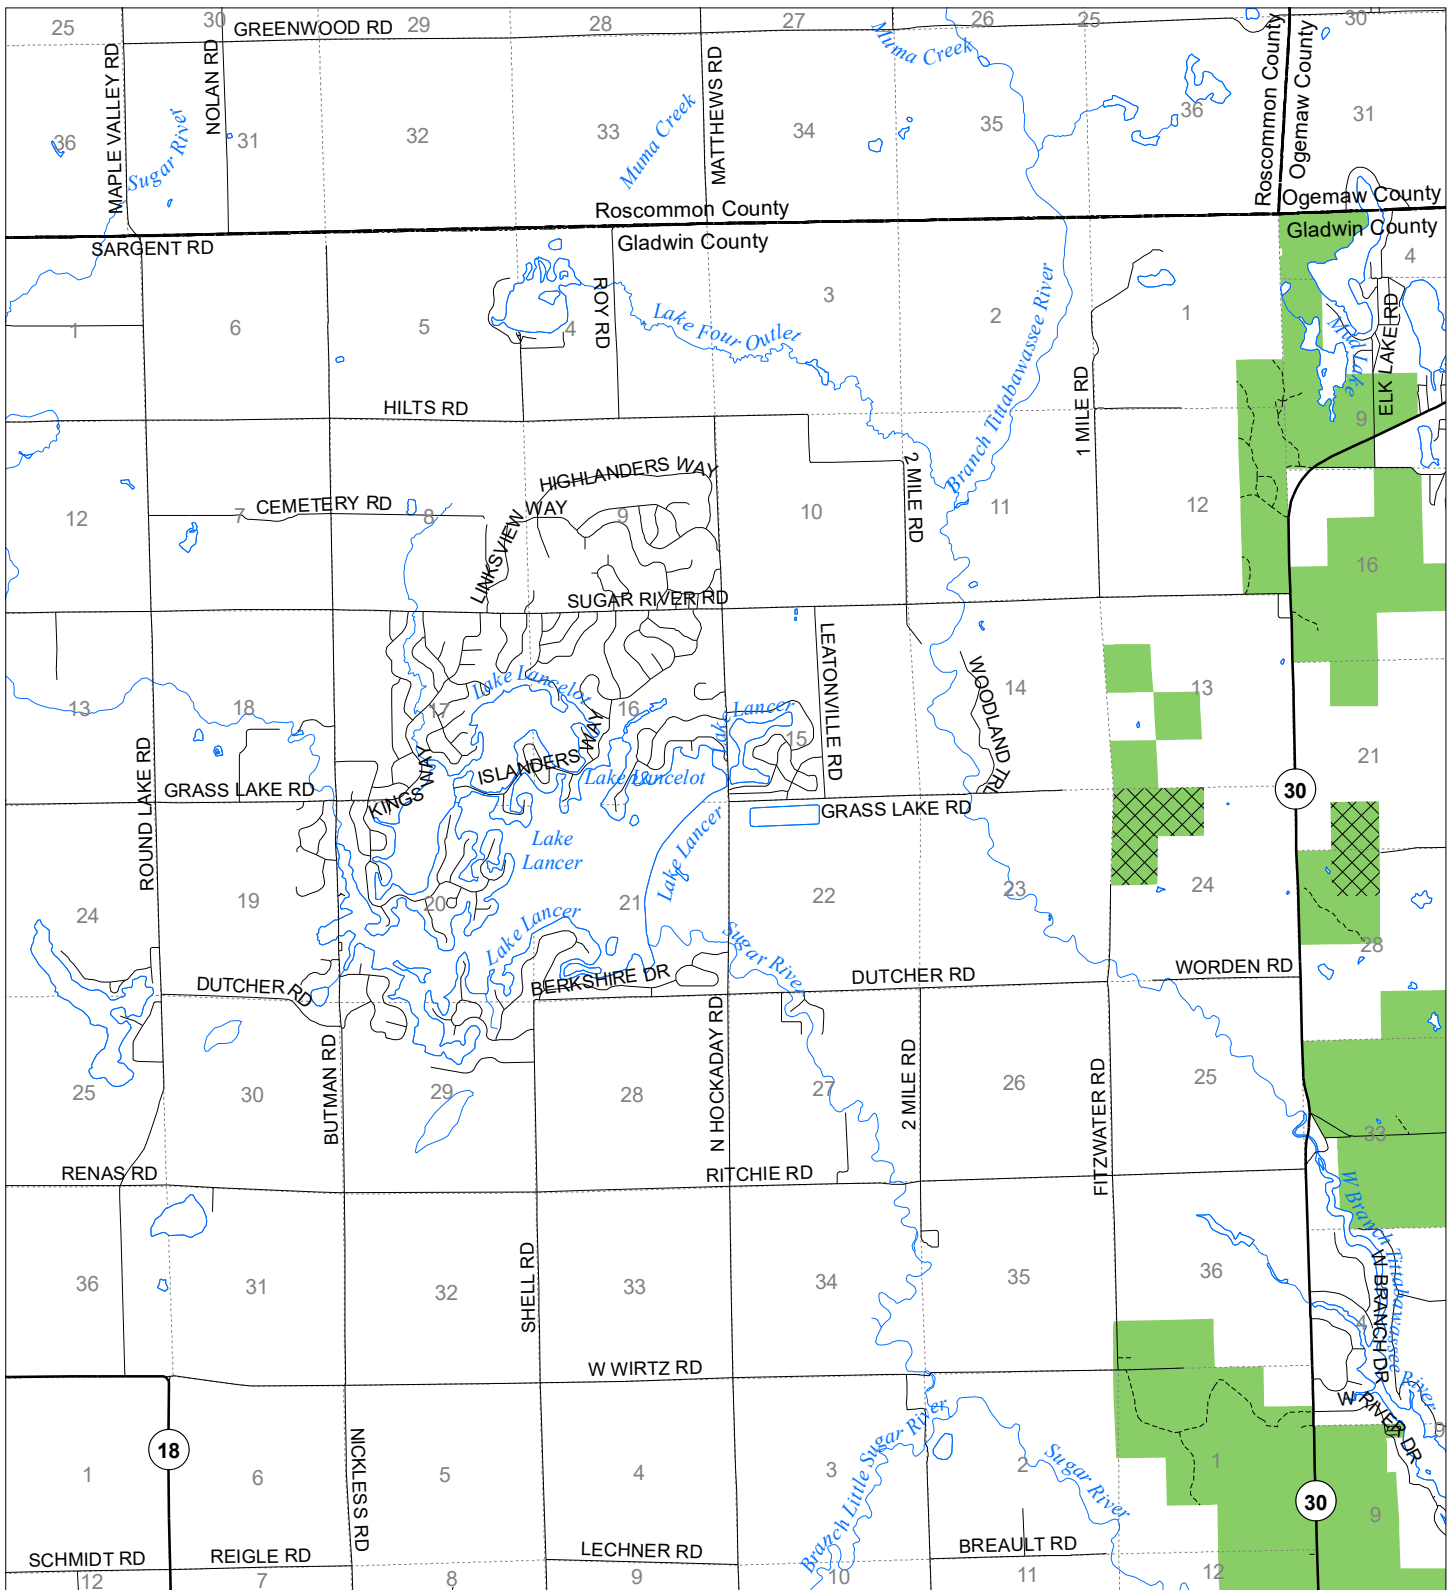 25
30
29
28
27
26
25
30
GREENWOOD RD
Muma Creek
MAPLE VALLEY RD
NOLAN RD
MATTHEWS RD
Roscommon County
Ogemaw County
36
Sugar River
31
32
33
Muma Creek
34
35
36
31
Roscommon County
Ogemaw County
SARGENT RD
Gladwin County
Gladwin County
4
1
6
5
4
ROY RD
3
Lake Four Outlet
2
Branch Tittabawassee River
1
Mud Lake
ELK LAKE RD
HILTS RD
1 MILE RD
9
HIGHLANDERS WAY
LINKSVIEW WAY
CEMETERY RD
12
7
8
9
10
2 MILE RD
11
12
16
SUGAR RIVER RD
LEATONVILLE RD
WOODLAND TRL
13
18
17
Lake Lancelot
16
Lake Lancer
Lake Lancer
15
14
13
21
ROUND LAKE RD
GRASS LAKE RD
KINGS WAY
ISLANDERS WAY
Lake Lancelot
GRASS LAKE RD
30
Lake
Lancer
Lake Lancer
24
19
20
21
22
23
24
28
Lake Lancer
Sugar River
DUTCHER RD
BERKSHIRE DR
DUTCHER RD
WORDEN RD
25
30
BUTMAN RD
29
28
N HOCKADAY RD
27
2 MILE RD
26
FITZWATER RD
25
33
RENAS RD
RITCHIE RD
W Branch Tittabawassee River
36
31
32
SHELL RD
33
34
35
36
4
W BRANCH DR
W WIRTZ RD
W RIVER DR
18
1
6
NICKLESS RD
5
4
3
Branch Little Sugar River
2
Sugar River
1
30
9
9
SCHMIDT RD
REIGLE RD
LECHNER RD
BREAULT RD
12
7
8
9
10
11
12